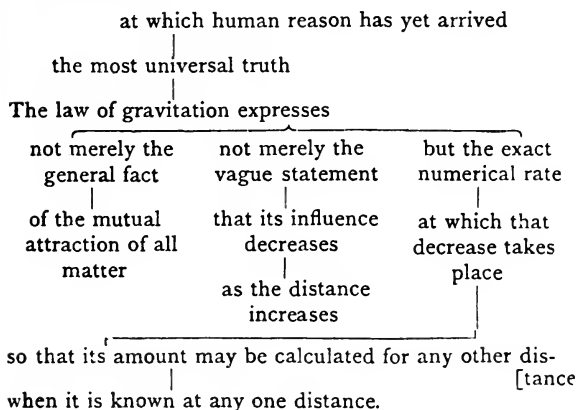 at which human reason has yet arrived
the most universal truth
The law of gravitation expresses
not merely the general fact
of the mutual attraction of all matter
not merely the vague statement
that its influence decreases
as the distance increases
but the exact numerical rate
at which that decrease takes place
so that its amount may be calculated for any other dis-
[tance
when it is known at any one distance.